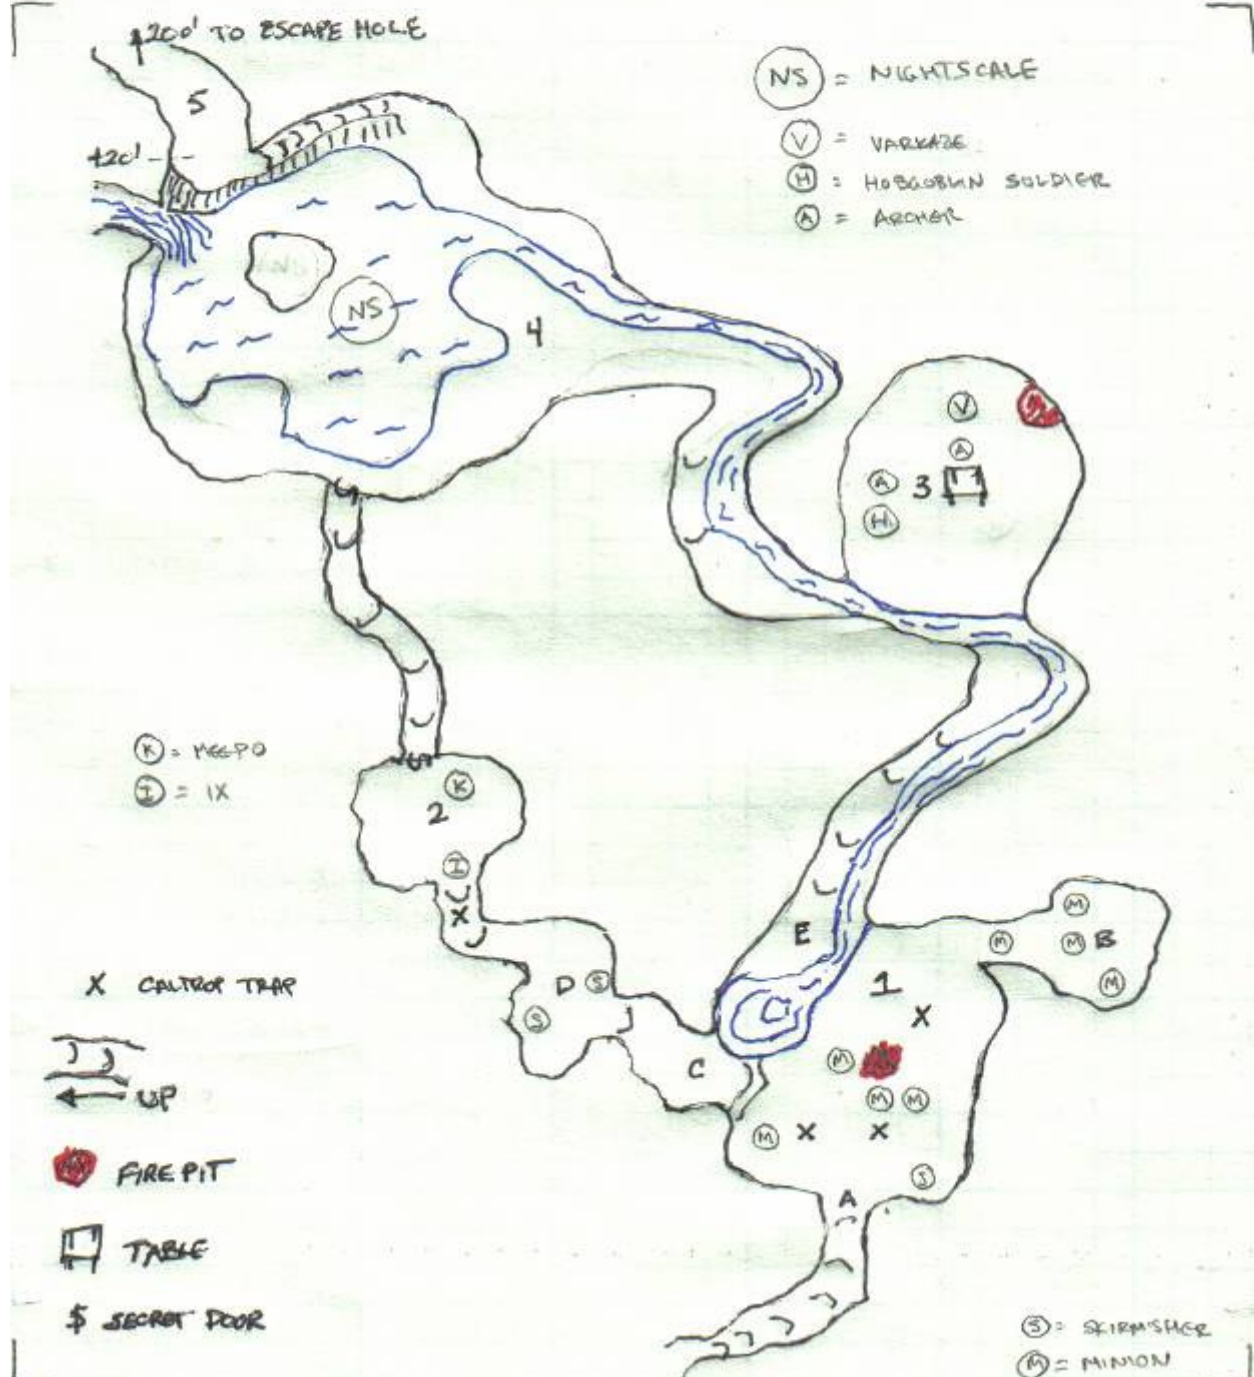 200' TO ESCAPE HOLE
NS = NIGHTSCALE
5
V = VARKAZE
+20'
H = HOBGOBLIN SOLDIER
A = ARCHER
NS
4
V
A
A 3
H
K = MEEPO
I = IX
K
2
I
X
E
M
M M B
M
1
D S
S
X
X CALTROP TRAP
C
M
M M
UP
M X X
FIRE PIT
S
A
TABLE
$ SECRET DOOR
S = SKIRMISHER
M = MINION